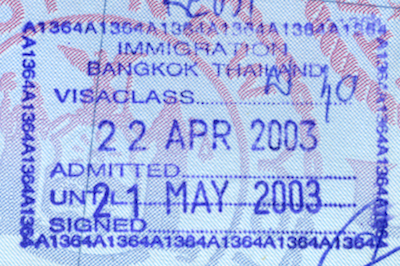 A1364A1364A1364A1364A1364A1364
IMMIGRATION
BANGKOK THAILAND
VISACLASS
22 APR 2003
ADMITTED
UNTIL 21 MAY 2003
SIGNED
A1364A1364A1364A1364A1364A1364